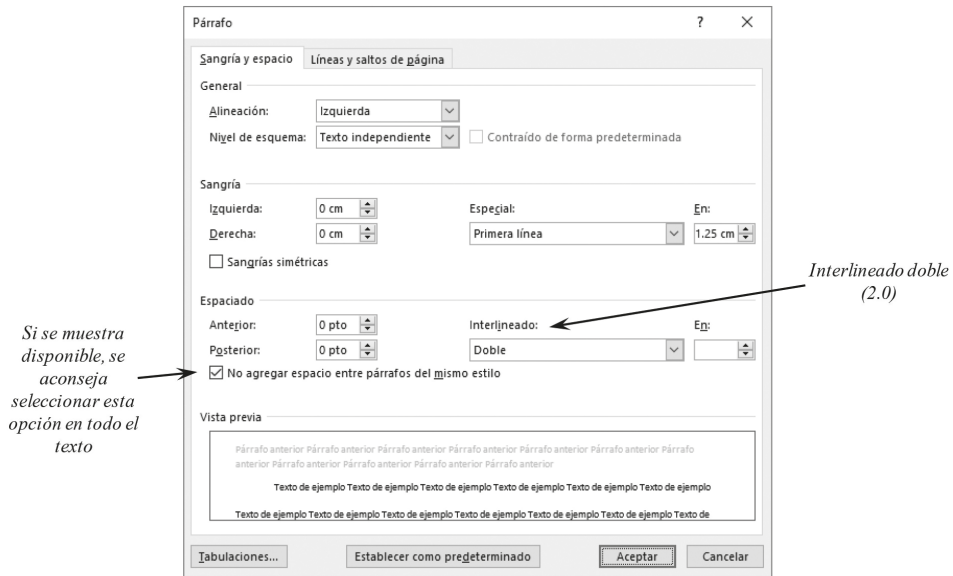 Párrafo ? ×
Sangría y espacio Líneas y saltos de página
General
Alineación: Izquierda
Nivel de esquema: Texto independiente Contraído de forma predeterminada
Sangría
Izquierda: 0 cm Especial: En:
Derecha: 0 cm Primera línea 1.25 cm
Sangrías simétricas
Espaciado
Anterior: 0 pto Interlineado: En:
Posterior: 0 pto Doble
No agregar espacio entre párrafos del mismo estilo
Vista previa
Párrafo anterior Párrafo anterior Párrafo anterior Párrafo anterior Párrafo anterior Párrafo
anterior Párrafo anterior Párrafo anterior Párrafo anterior Párrafo anterior
Texto de ejemplo Texto de ejemplo Texto de ejemplo Texto de ejemplo Texto de ejemplo Texto de ejemplo
Texto de ejemplo Texto de ejemplo Texto de ejemplo Texto de ejemplo Texto de ejemplo Texto de ejemplo Texto de
Tabulaciones... Establecer como predeterminado Aceptar Cancelar
Si se muestra
disponible, se
aconseja
seleccionar esta
opción en todo el
texto
Interlineado doble
(2.0)